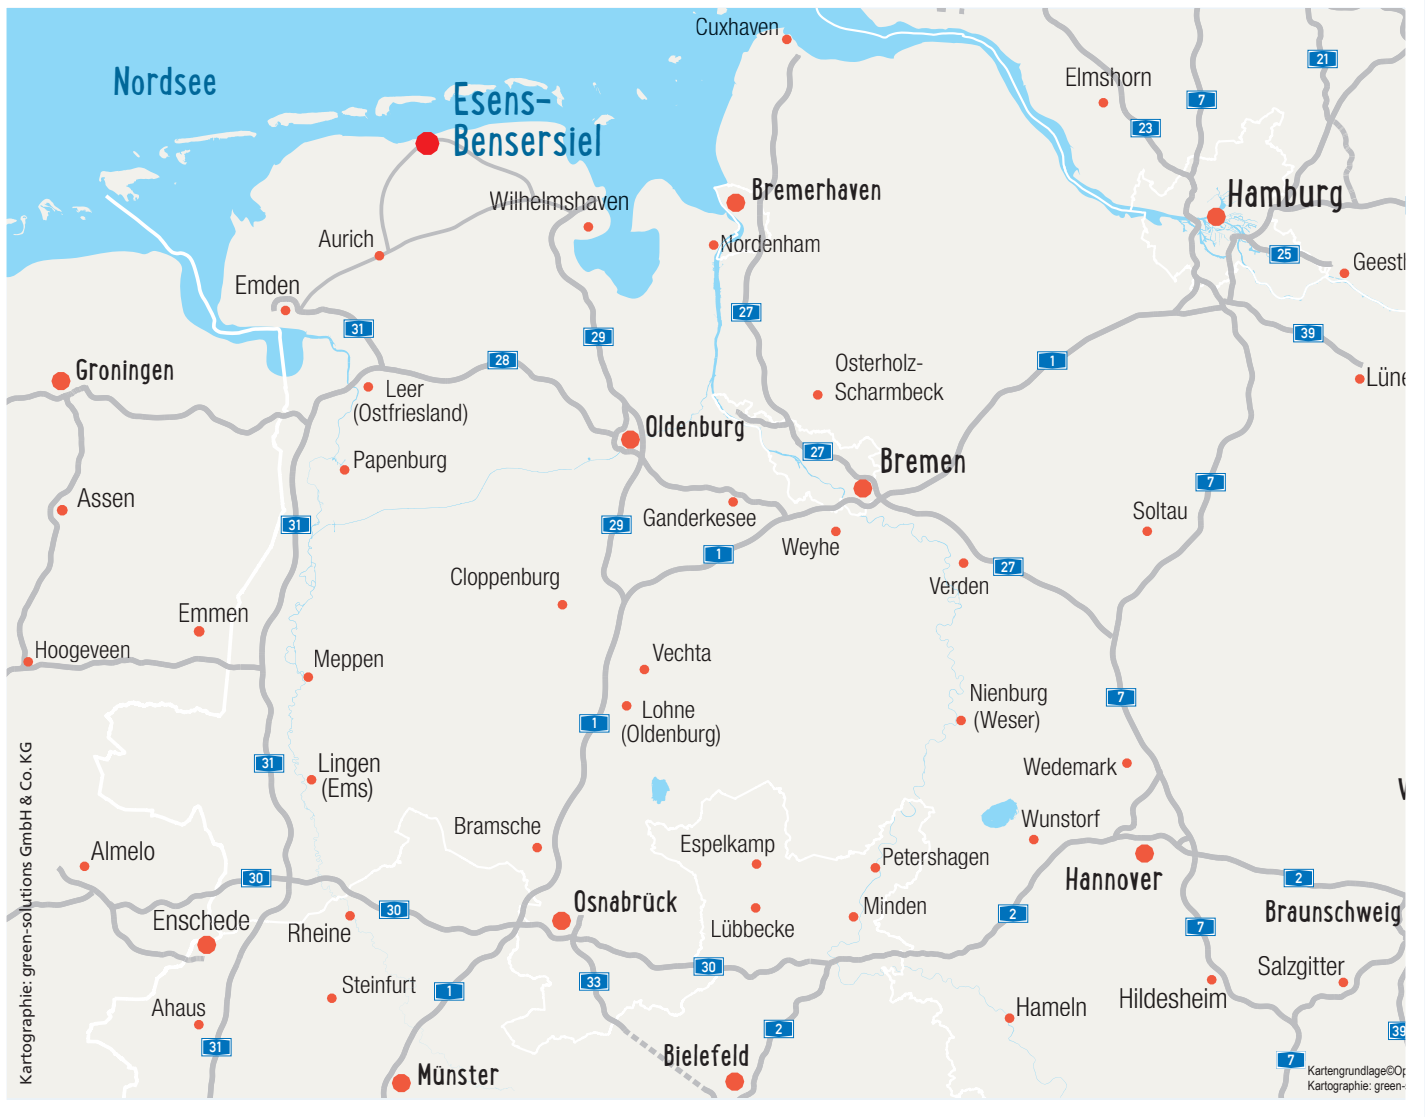 Cuxhaven
Nordsee
Elmshorn
21
7
Esens-
Bensersiel
23
Bremerhaven
Hamburg
Wilhelmshaven
Aurich
Nordenham
25
Geesth
Emden
27
31
29
39
28
1
Groningen
Osterholz-
Scharmbeck
Leer
(Ostfriesland)
Lüne
Oldenburg
27
Bremen
Papenburg
7
Assen
Ganderkesee
Soltau
31
29
Weyhe
1
27
Cloppenburg
Verden
Emmen
Hoogeveen
Meppen
Vechta
Nienburg
(Weser)
7
Lohne
(Oldenburg)
1
Lingen
(Ems)
31
Wedemark
Wunstorf
Bramsche
Espelkamp
Almelo
Petershagen
30
Hannover
2
Osnabrück
Minden
30
2
Braunschweig
Enschede
Rheine
Lübbecke
7
30
Salzgitter
Steinfurt
33
1
Hildesheim
Ahaus
Hameln
2
39
31
Bielefeld
7
Münster
Kartengrundlage©Op
Kartographie: green-
Kartographie: green-solutions GmbH & Co. KG